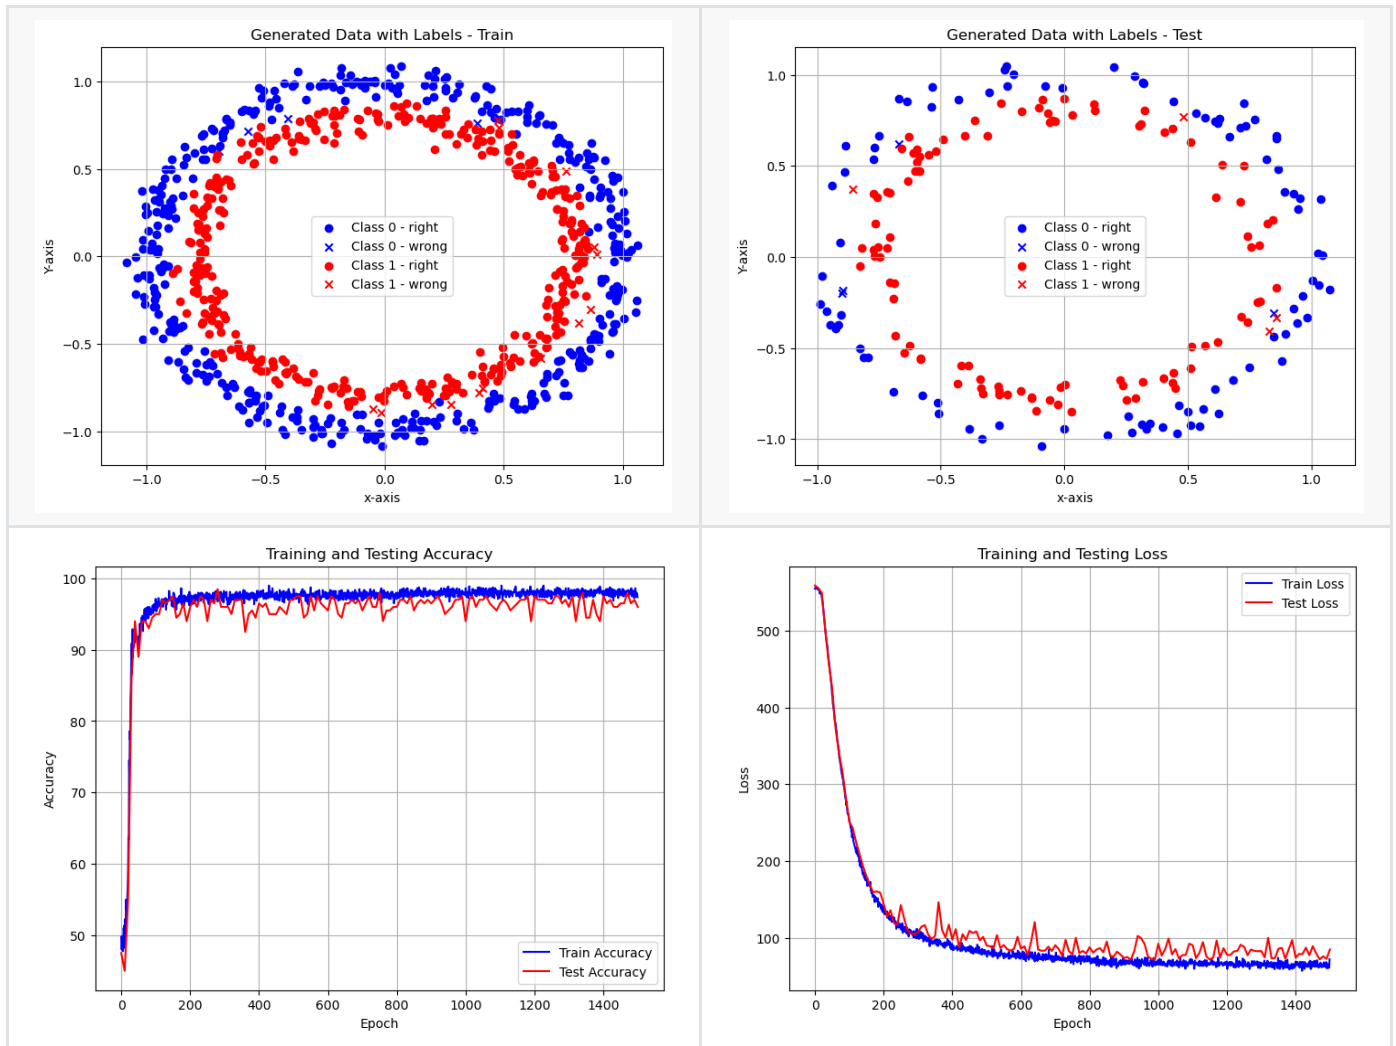 Generated Data with Labels - Train
1.0
0.5
0.0
−0.5
−1.0
Y-axis
Class 0 - right
Class 0 - wrong
Class 1 - right
Class 1 - wrong
−1.0 −0.5 0.0 0.5 1.0
x-axis
Generated Data with Labels - Test
1.0
0.5
0.0
−0.5
−1.0
Y-axis
Class 0 - right
Class 0 - wrong
Class 1 - right
Class 1 - wrong
−1.0 −0.5 0.0 0.5 1.0
x-axis
Training and Testing Accuracy
100
90
80
70
60
50
Accuracy
Train Accuracy
Test Accuracy
0 200 400 600 800 1000 1200 1400
Epoch
Training and Testing Loss
Train Loss
Test Loss
500
400
300
200
100
Loss
0 200 400 600 800 1000 1200 1400
Epoch